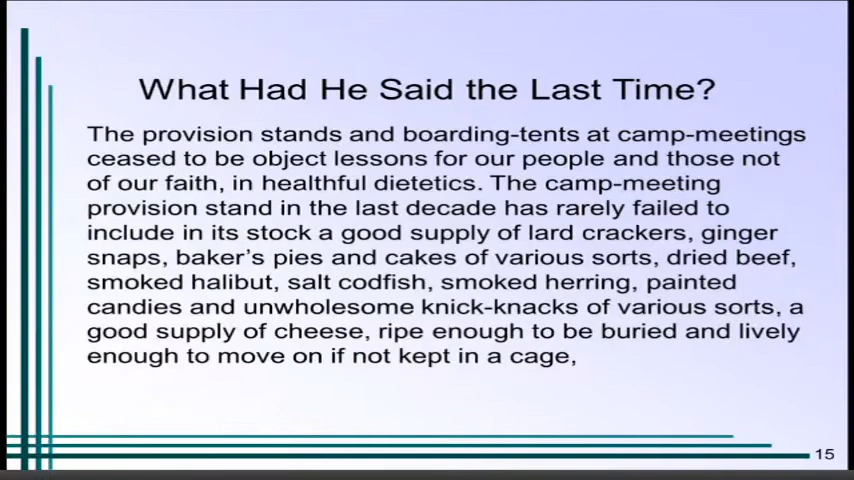 What Had He Said the Last Time?
The provision stands and boarding-tents at camp-meetings
ceased to be object lessons for our people and those not
of our faith, in healthful dietetics. The camp-meeting
provision stand in the last decade has rarely failed to
include in its stock a good supply of lard crackers, ginger
snaps, baker's pies and cakes of various sorts, dried beef,
smoked halibut, salt codfish, smoked herring, painted
candies and unwholesome knick-knacks of various sorts, a
good supply of cheese, ripe enough to be buried and lively
enough to move on if not kept in a cage,
15